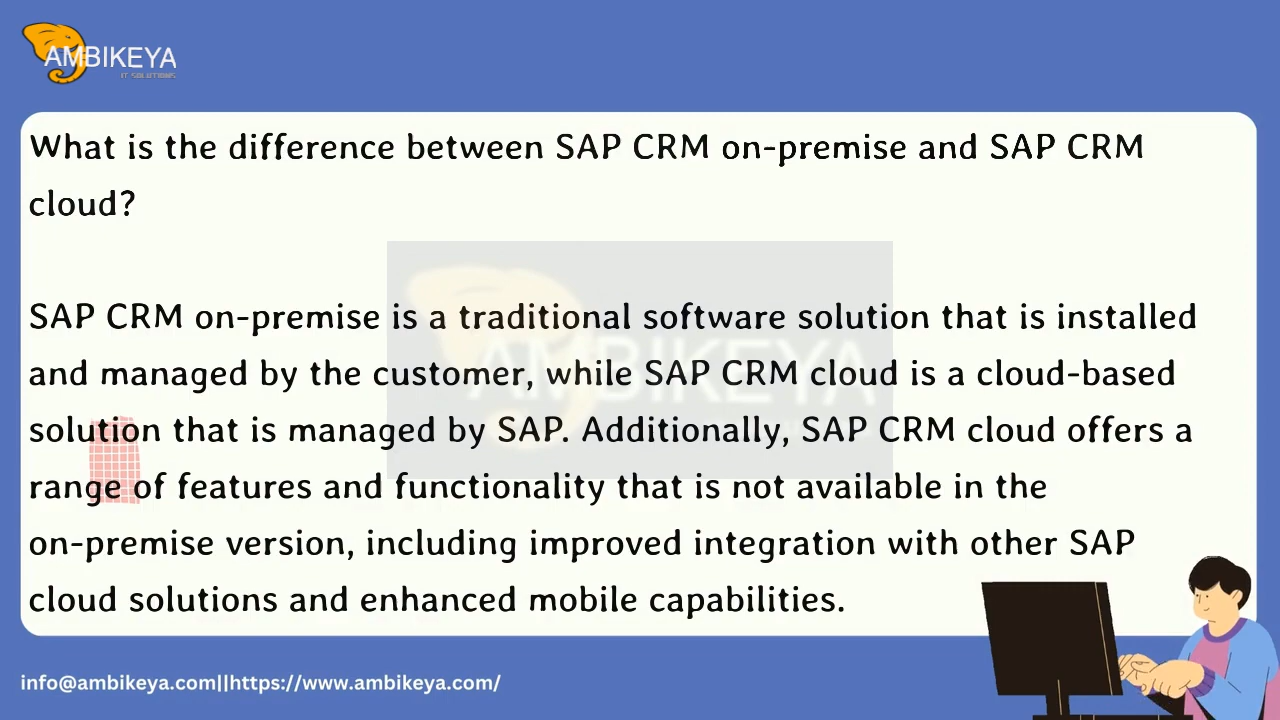 AMBIKEYA
IT SOLUTIONS
What is the difference between SAP CRM on-premise and SAP CRM
cloud?
SAP CRM on-premise is a traditional software solution that is installed
and managed by the customer, while SAP CRM cloud is a cloud-based
solution that is managed by SAP. Additionally, SAP CRM cloud offers a
range of features and functionality that is not available in the
on-premise version, including improved integration with other SAP
cloud solutions and enhanced mobile capabilities.
AMBIKEYA
info@ambikeya.com||https://www.ambikeya.com/